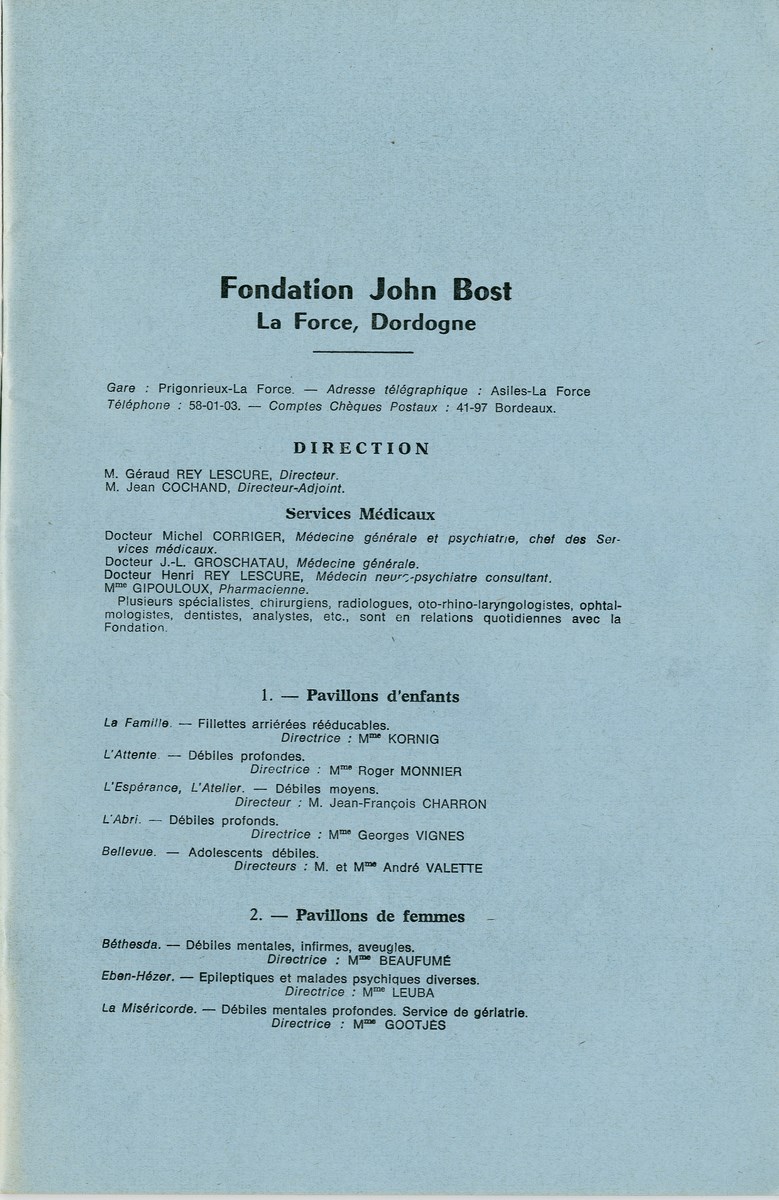 Fondation John Bost
La Force, Dordogne
Gare : Prigonrieux-La Force. — Adresse télégraphique : Asiles-La Force
Téléphone : 58-01-03. — Comptes Chèques Postaux : 41-97 Bordeaux.
DIRECTION
M. Géraud REY LESCURE, Directeur.
M. Jean COCHAND, Directeur-Adjoint.
Services Médicaux
Docteur Michel CORRIGER, Médecine générale et psychiatrie, chef des Ser-
vices médicaux.
Docteur J.-L. GROSCHATAU, Médecine générale.
Docteur Henri REY LESCURE, Médecin neuro-psychiatre consultant.
Mme GIPOULOUX, Pharmacienne.
Plusieurs spécialistes, chirurgiens, radiologues, oto-rhino-laryngologistes, ophtal-
mologistes, dentistes, analystes, etc., sont en relations quotidiennes avec la
Fondation.
1. — Pavillons d'enfants
La Famille. — Fillettes arriérées rééducables.
Directrice : Mme KORNIG
L'Attente. — Débiles profondes.
Directrice : Mme Roger MONNIER
L'Espérance, L'Atelier. — Débiles moyens.
Directeur : M. Jean-François CHARRON
L'Abri. — Débiles profonds.
Directrice : Mme Georges VIGNES
Bellevue. — Adolescents débiles.
Directeurs : M. et Mme André VALETTE
2. — Pavillons de femmes
Béthesda. — Débiles mentales, infirmes, aveugles.
Directrice : Mme BEAUFUMÉ
Eben-Hézer. — Epileptiques et malades psychiques diverses.
Directrice : Mme LEUBA
La Miséricorde. — Débiles mentales profondes. Service de gériatrie.
Directrice : Mme GOOTJES